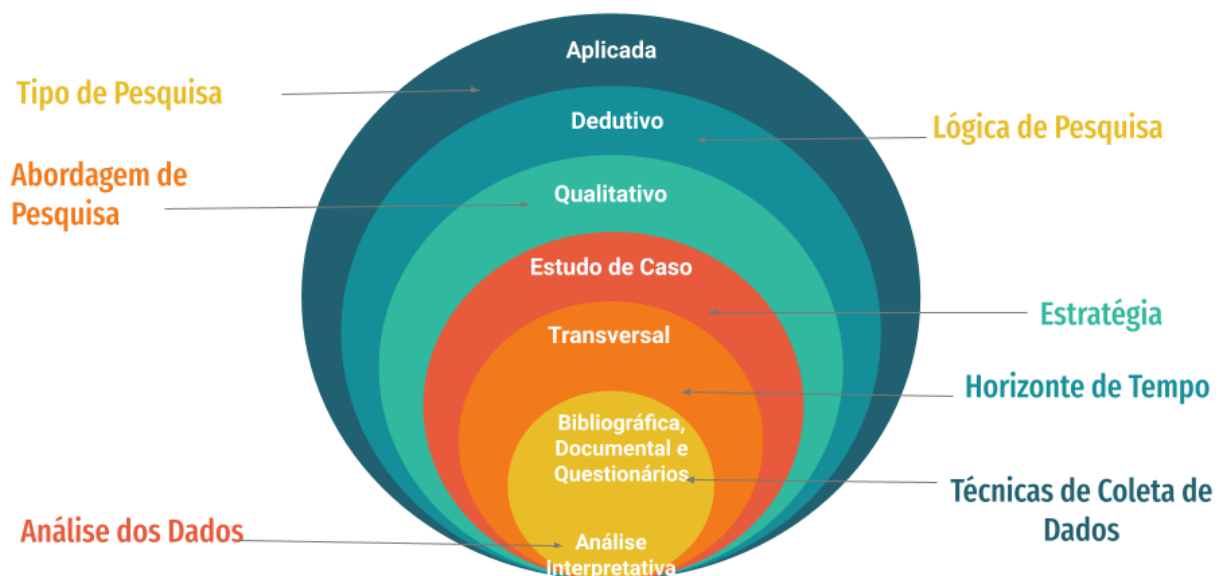 Aplicada
Tipo de Pesquisa
Dedutivo
Lógica de Pesquisa
Abordagem de
Pesquisa
Qualitativo
Estudo de Caso
Estratégia
Transversal
Horizonte de Tempo
Bibliográfica,
Documental e
Questionários
Técnicas de Coleta de
Dados
Análise dos Dados
Análise
Interpretativa